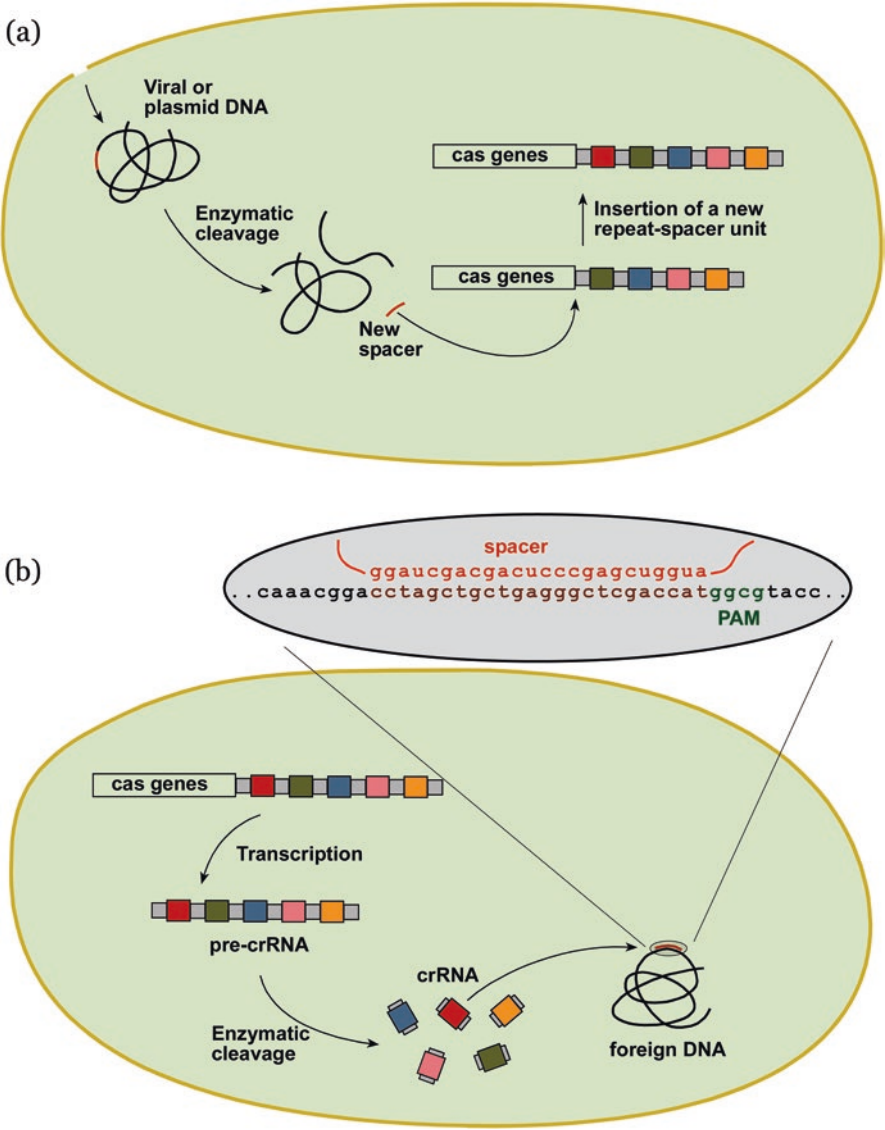 (a)
Viral or
plasmid DNA
Enzymatic
cleavage
New
spacer
cas genes
Insertion of a new
repeat-spacer unit
cas genes
(b)
spacer
ggaucgacgacucccgagcuggua
..caaacggacctagctgctgagggctcgaccatggcgtacc..
PAM
cas genes
Transcription
pre-crRNA
Enzymatic
cleavage
crRNA
foreign DNA